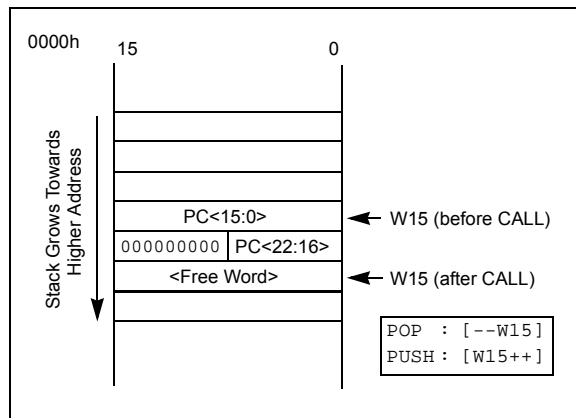 0000h
15 0
Stack Grows Towards
Higher Address
PC<15:0>
W15 (before CALL)
000000000 PC<22:16>
<Free Word>
W15 (after CALL)
POP : [--W15]
PUSH : [W15++]